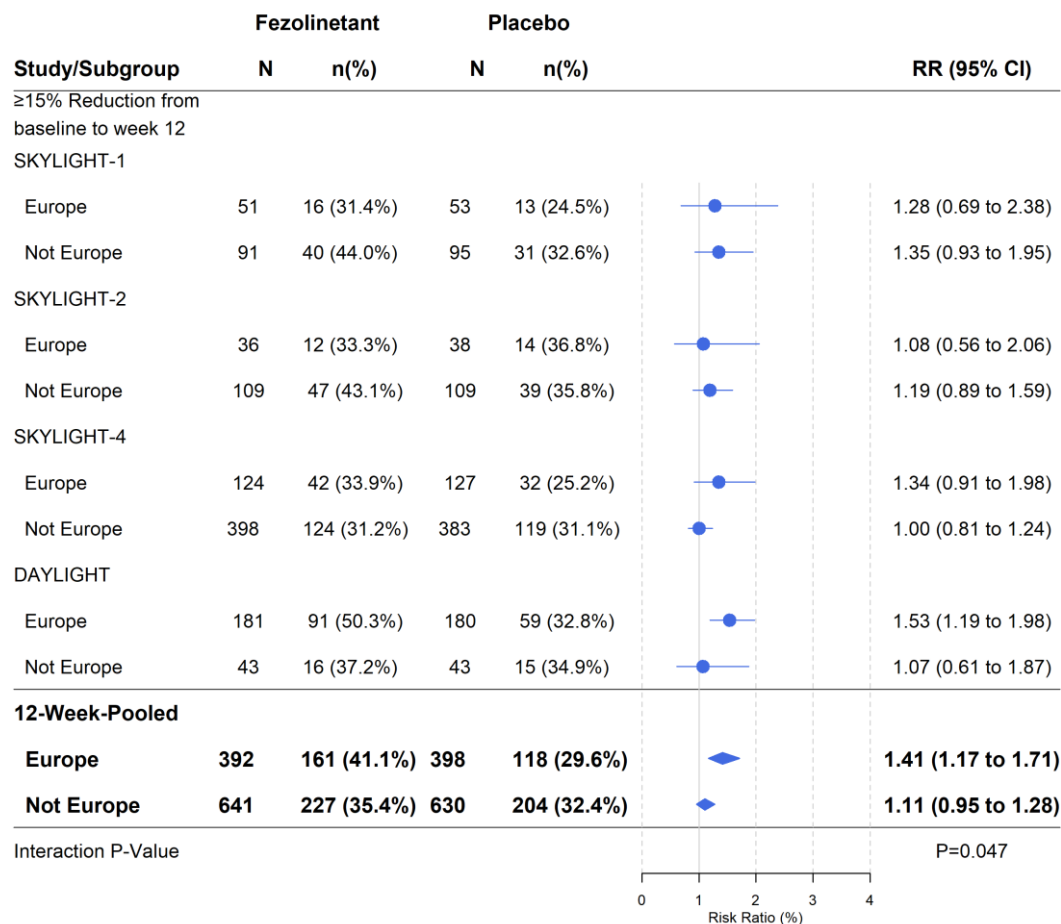 Fezolinetant Placebo
Study/Subgroup N n(%) N n(%) RR (95% CI)
≥15% Reduction from
baseline to week 12
SKYLIGHT-1
Europe 51 16 (31.4%) 53 13 (24.5%) 1.28 (0.69 to 2.38)
Not Europe 91 40 (44.0%) 95 31 (32.6%) 1.35 (0.93 to 1.95)
SKYLIGHT-2
Europe 36 12 (33.3%) 38 14 (36.8%) 1.08 (0.56 to 2.06)
Not Europe 109 47 (43.1%) 109 39 (35.8%) 1.19 (0.89 to 1.59)
SKYLIGHT-4
Europe 124 42 (33.9%) 127 32 (25.2%) 1.34 (0.91 to 1.98)
Not Europe 398 124 (31.2%) 383 119 (31.1%) 1.00 (0.81 to 1.24)
DAYLIGHT
Europe 181 91 (50.3%) 180 59 (32.8%) 1.53 (1.19 to 1.98)
Not Europe 43 16 (37.2%) 43 15 (34.9%) 1.07 (0.61 to 1.87)
12-Week-Pooled
Europe 392 161 (41.1%) 398 118 (29.6%) 1.41 (1.17 to 1.71)
Not Europe 641 227 (35.4%) 630 204 (32.4%) 1.11 (0.95 to 1.28)
Interaction P-Value P=0.047
0 1 2 3 4
Risk Ratio (%)